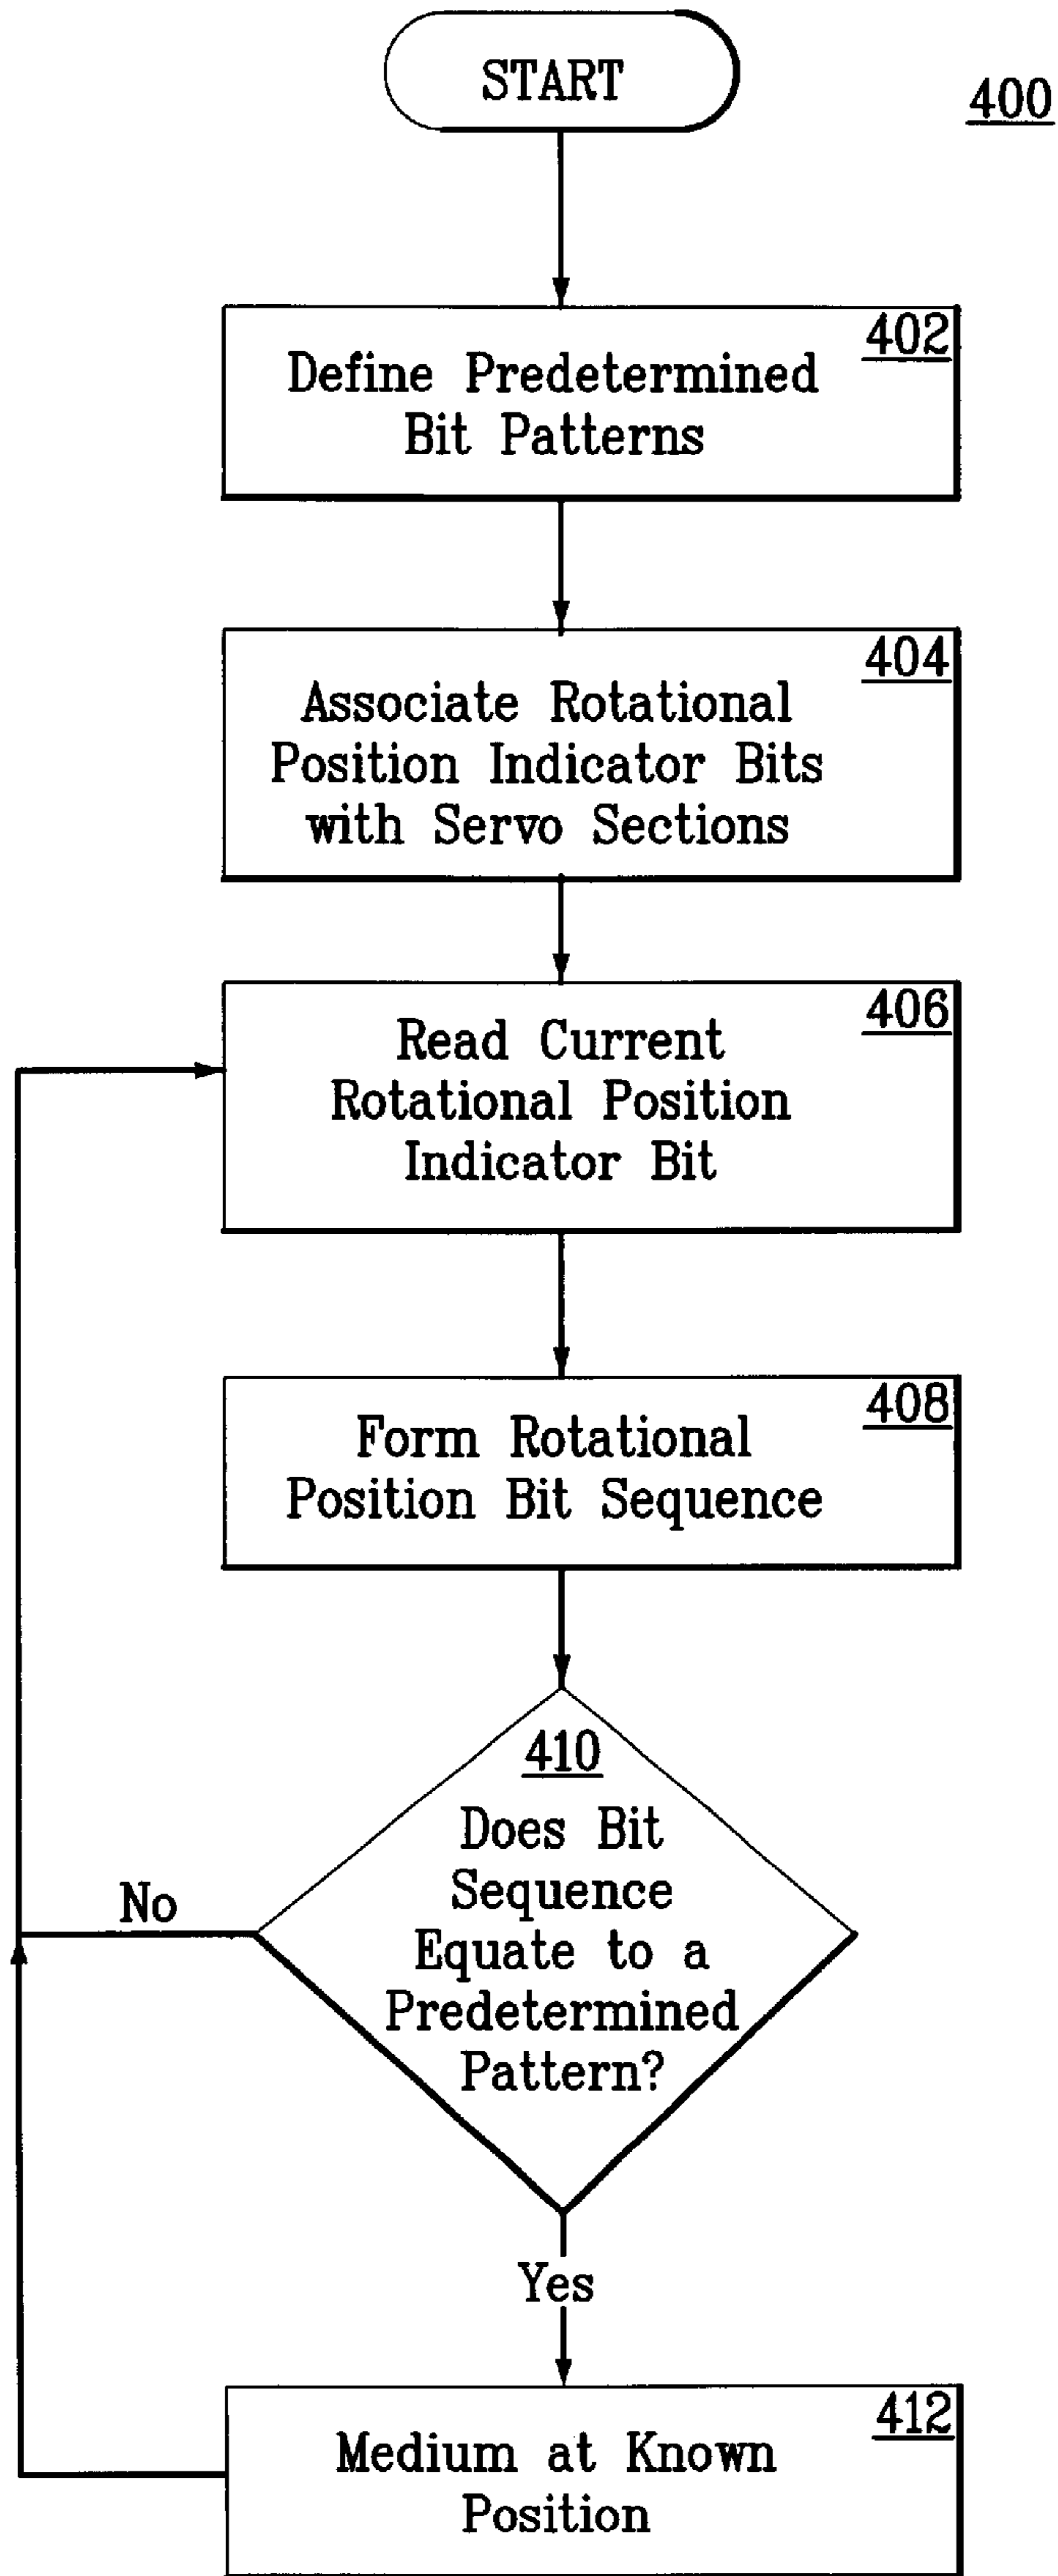 START
400
402
Define Predetermined
Bit Patterns
404
Associate Rotational
Position Indicator Bits
with Servo Sections
406
Read Current
Rotational Position
Indicator Bit
408
Form Rotational
Position Bit Sequence
410
Does Bit
Sequence
Equate to a
Predetermined
Pattern?
No
Yes
412
Medium at Known
Position